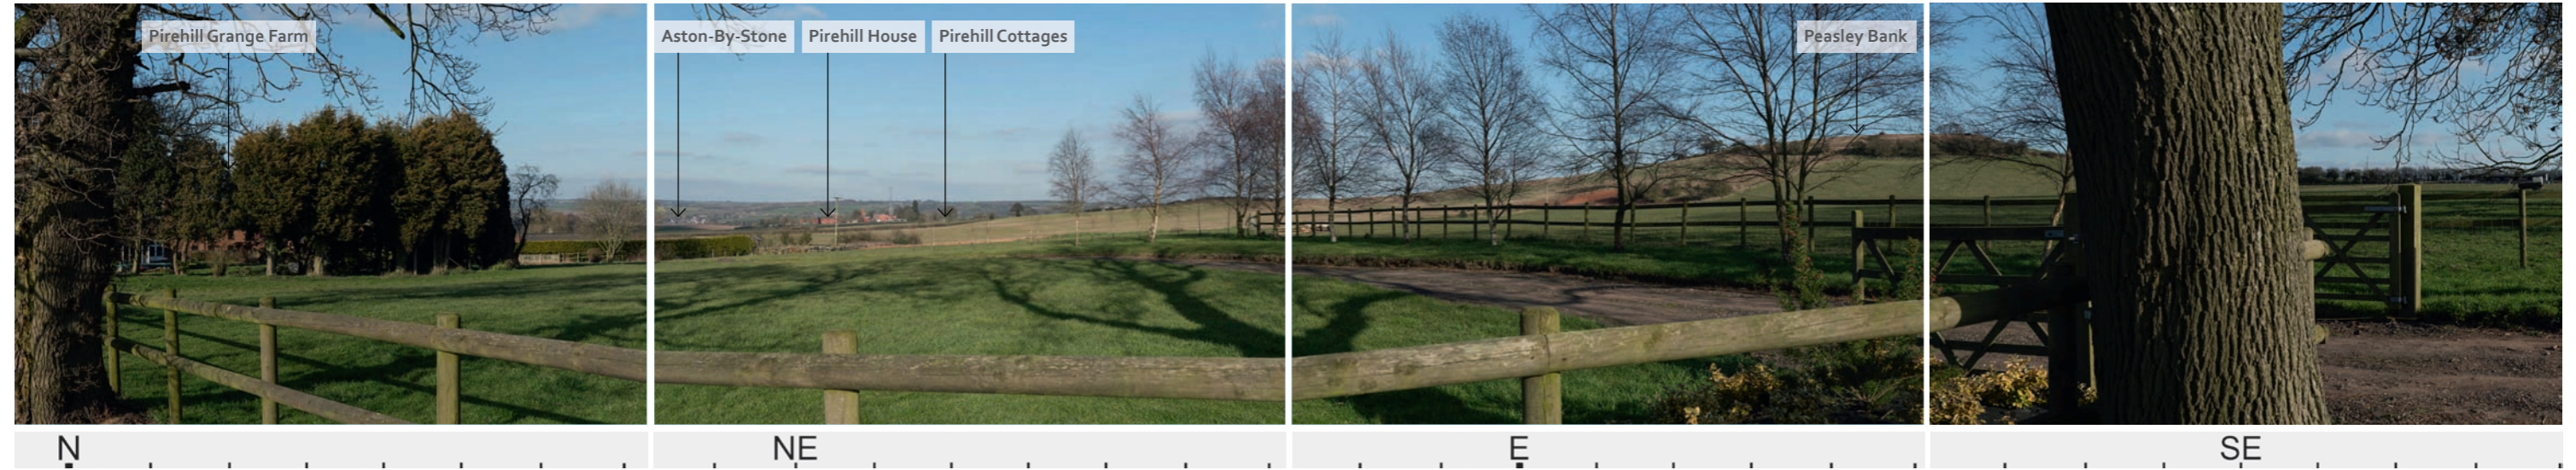 Pirehill Grange Farm
Aston-By-Stone
Pirehill House
Pirehill Cottages
Peasley Bank
N
NE
E
SE